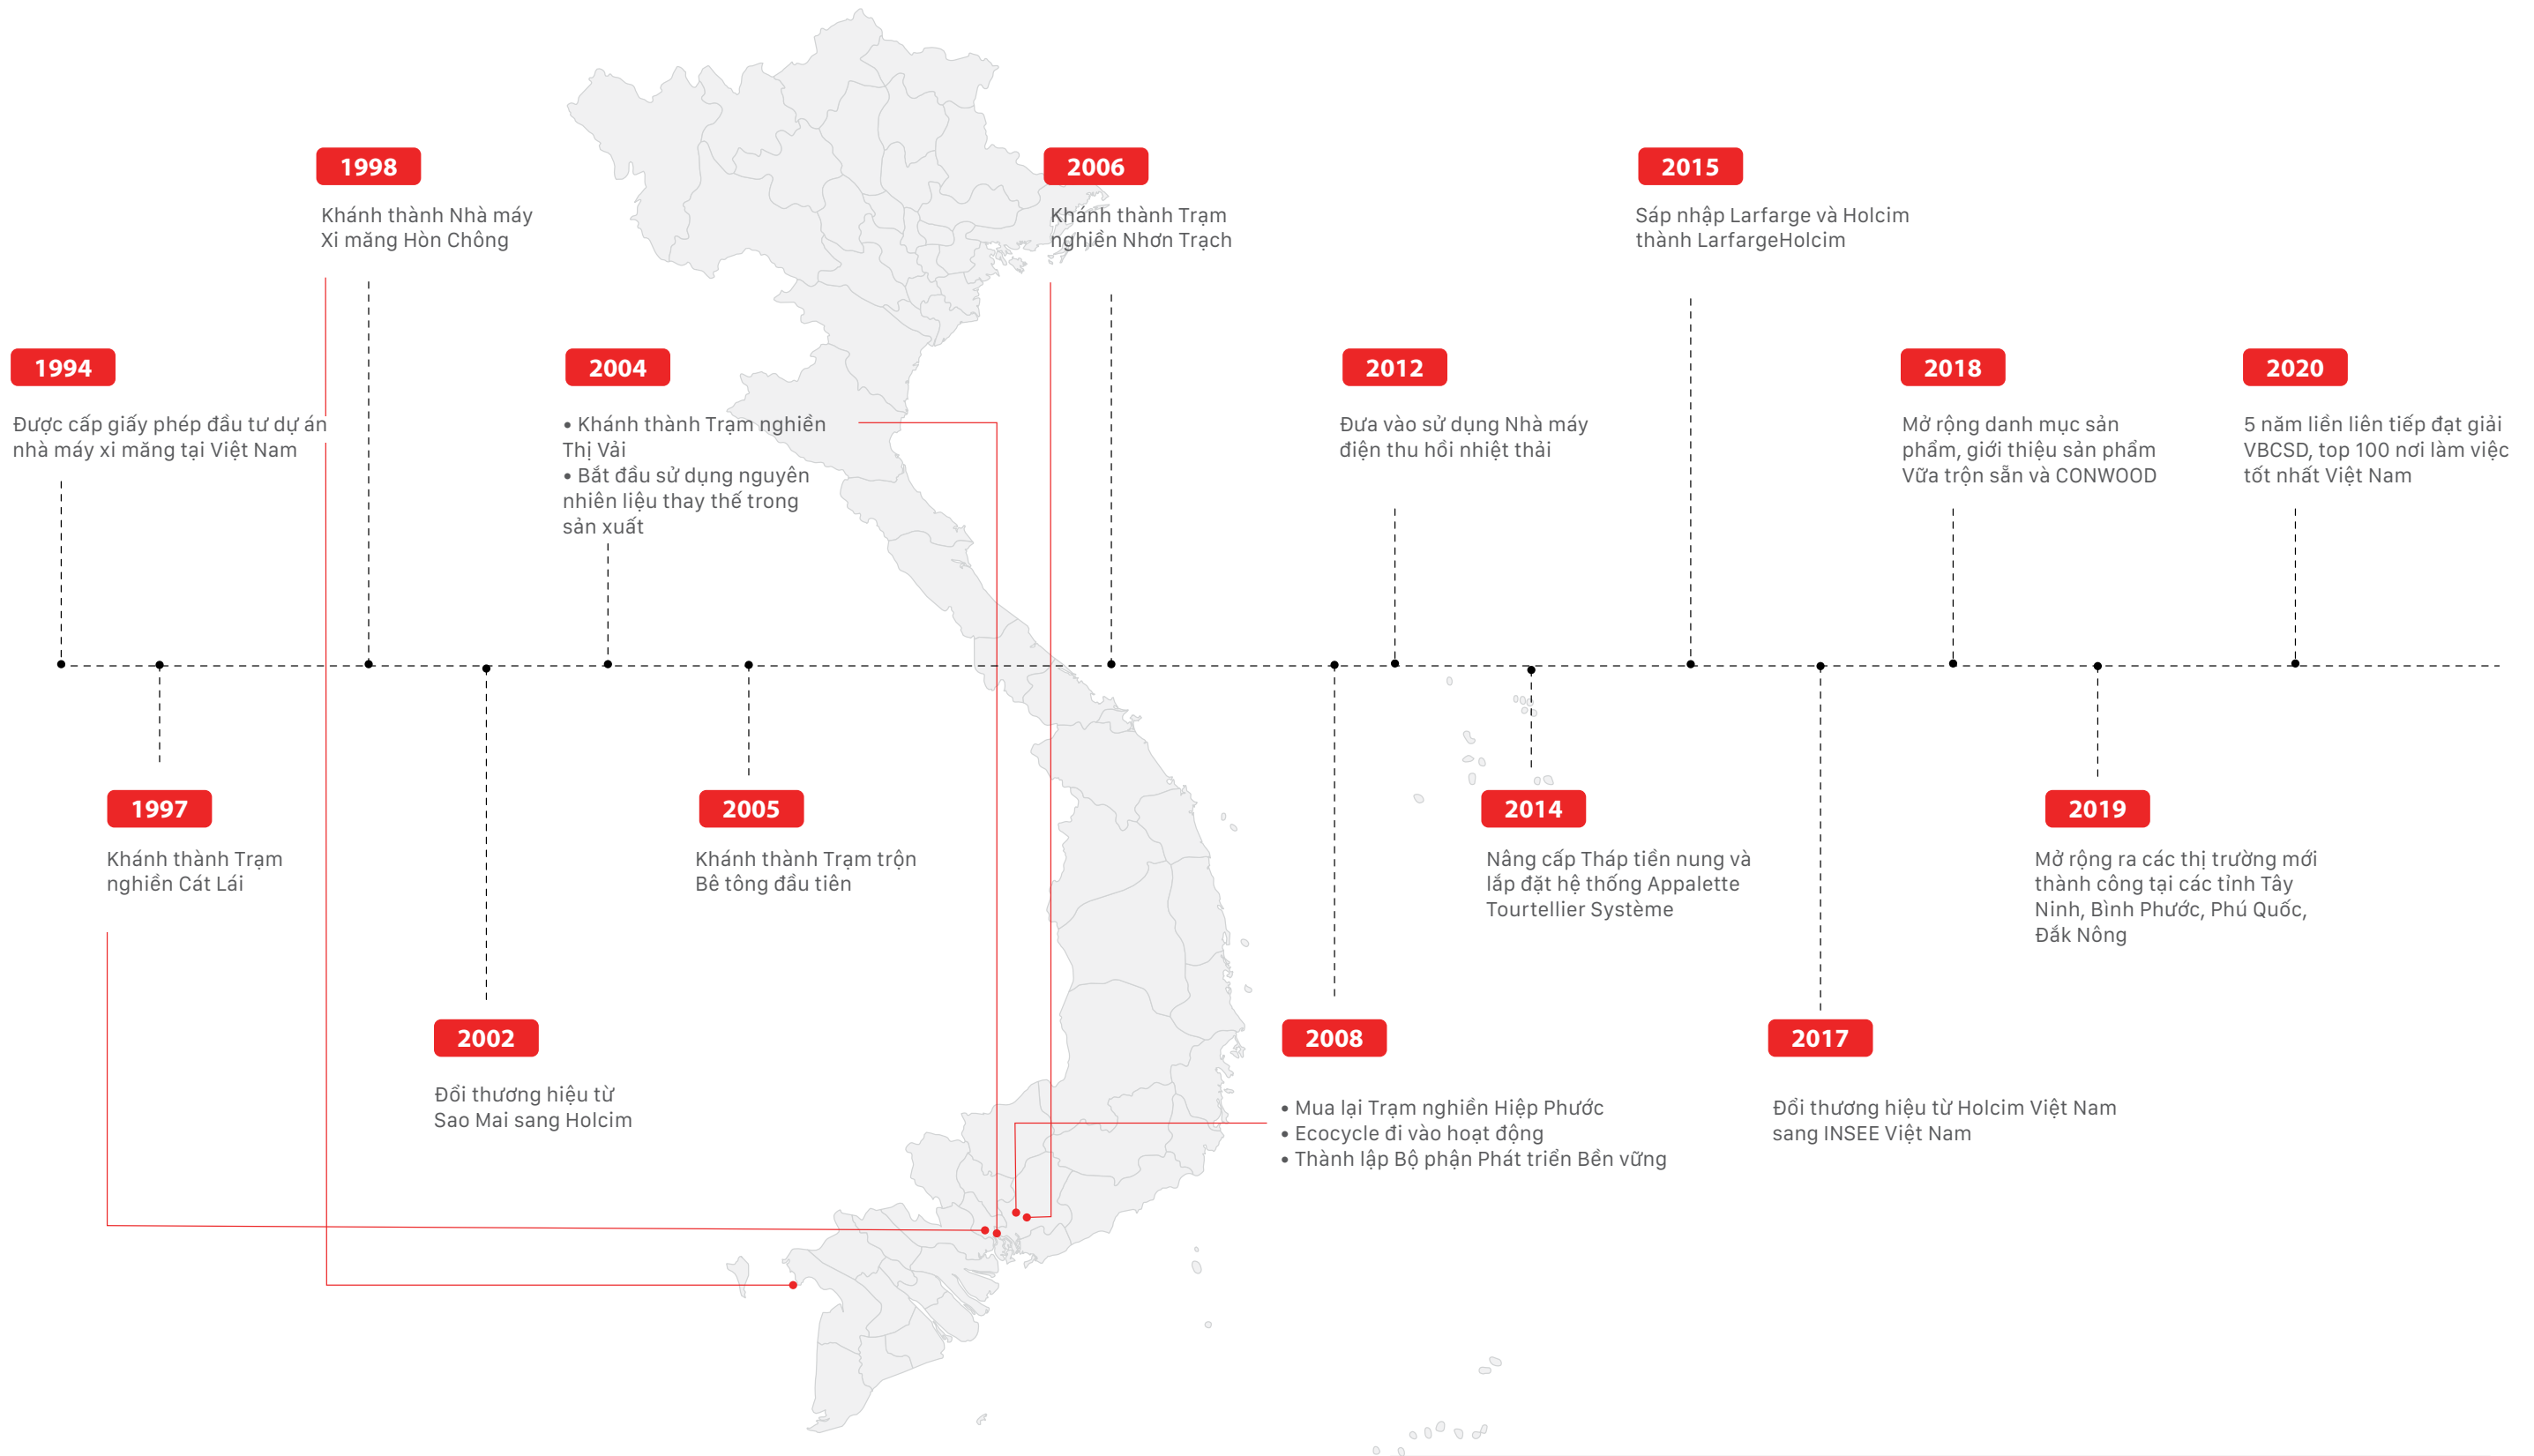 1994
Được cấp giấy phép đầu tư dự án
nhà máy xi măng tại Việt Nam
1997
Khánh thành Trạm
nghiền Cát Lái
1998
Khánh thành Nhà máy
Xi măng Hòn Chông
2002
Đổi thương hiệu từ
Sao Mai sang Holcim
2004
• Khánh thành Trạm nghiền
Thị Vải
• Bắt đầu sử dụng nguyên
nhiên liệu thay thế trong
sản xuất
2005
Khánh thành Trạm trộn
Bê tông đầu tiên
2006
Khánh thành Trạm
nghiền Nhơn Trạch
2008
• Mua lại Trạm nghiền Hiệp Phước
• Ecocycle đi vào hoạt động
• Thành lập Bộ phận Phát triển Bền vững
2012
Đưa vào sử dụng Nhà máy
điện thu hồi nhiệt thải
2014
Nâng cấp Tháp tiền nung và
lắp đặt hệ thống Appalette
Tourtellier Système
2015
Sáp nhập Larfarge và Holcim
thành LarfargeHolcim
2017
Đổi thương hiệu từ Holcim Việt Nam
sang INSEE Việt Nam
2018
Mở rộng danh mục sản
phẩm, giới thiệu sản phẩm
Vữa trộn sẵn và CONWOOD
2019
Mở rộng ra các thị trường mới
thành công tại các tỉnh Tây
Ninh, Bình Phước, Phú Quốc,
Đắk Nông
2020
5 năm liền liên tiếp đạt giải
VBCSD, top 100 nơi làm việc
tốt nhất Việt Nam